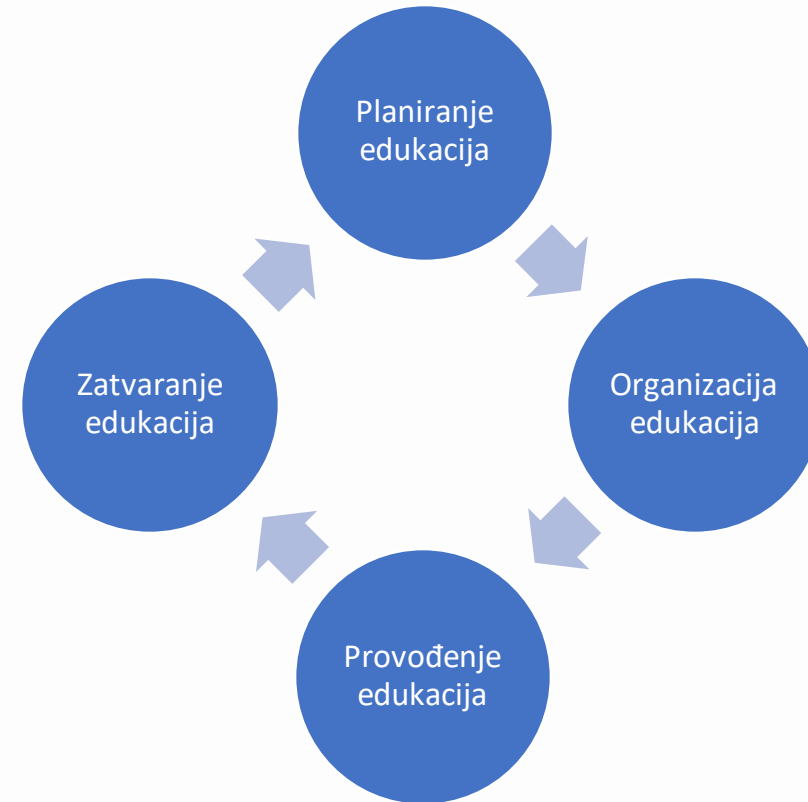 Planiranje
edukacija
Organizacija
edukacija
Provođenje
edukacija
Zatvaranje
edukacija